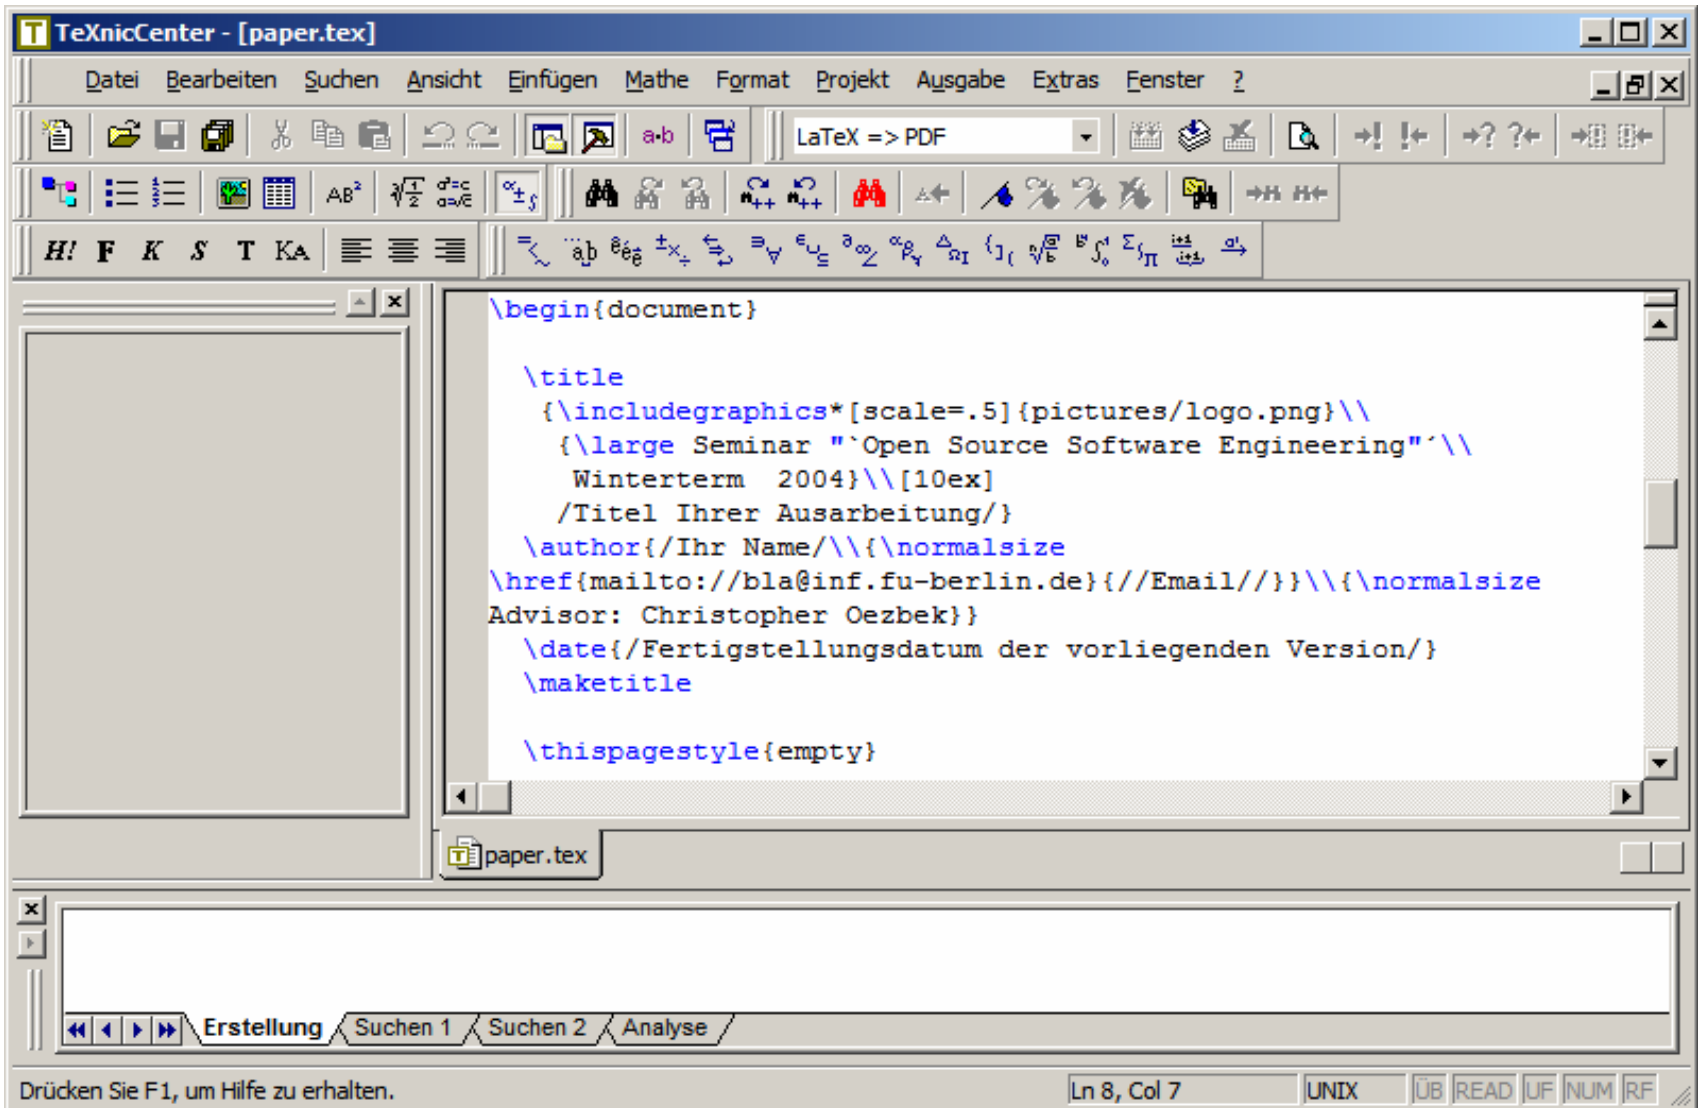 TeXnicCenter - [paper.tex]
Datei Bearbeiten Suchen Ansicht Einfügen Mathe Format Projekt Ausgabe Extras Fenster ?
a-b LaTeX => PDF
AB²
H! F K S T KA
\begin{document}
\title
{\includegraphics*[scale=.5]{pictures/logo.png}\\
{\large Seminar "`Open Source Software Engineering"´\\
Winterterm  2004}\\[10ex]
/Titel Ihrer Ausarbeitung/}
\author{/Ihr Name/\\{\normalsize
\href{mailto://bla@inf.fu-berlin.de}{//Email//}}\\{\normalsize
Advisor: Christopher Oezbek}}
\date{/Fertigstellungsdatum der vorliegenden Version/}
\maketitle
\thispagestyle{empty}
paper.tex
Erstellung Suchen 1 Suchen 2 Analyse
Drücken Sie F1, um Hilfe zu erhalten. Ln 8, Col 7 UNIX ÜB READ UF NUM RF